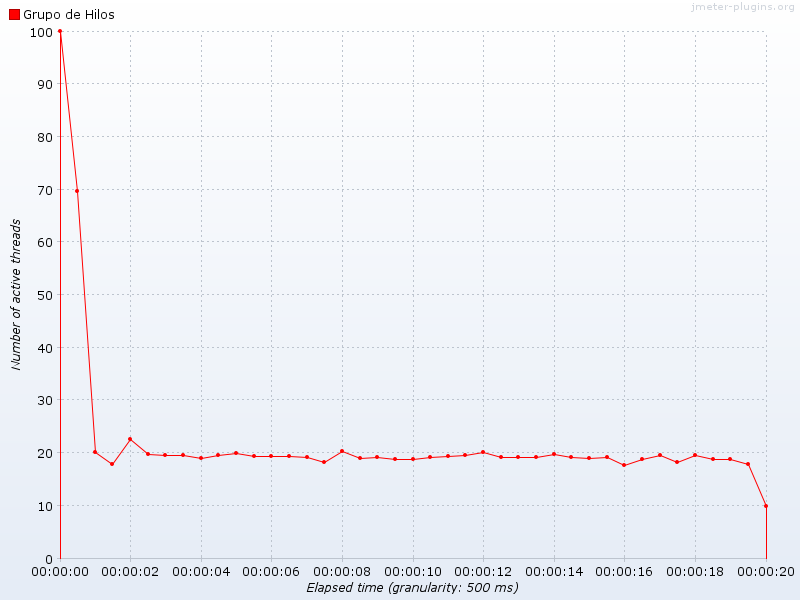 jmeter-plugins.org
Grupo de Hilos
100
90
80
70
60
50
40
30
20
10
0
Number of active threads
00:00:00 00:00:02 00:00:04 00:00:06 00:00:08 00:00:10 00:00:12 00:00:14 00:00:16 00:00:18 00:00:20
Elapsed time (granularity: 500 ms)